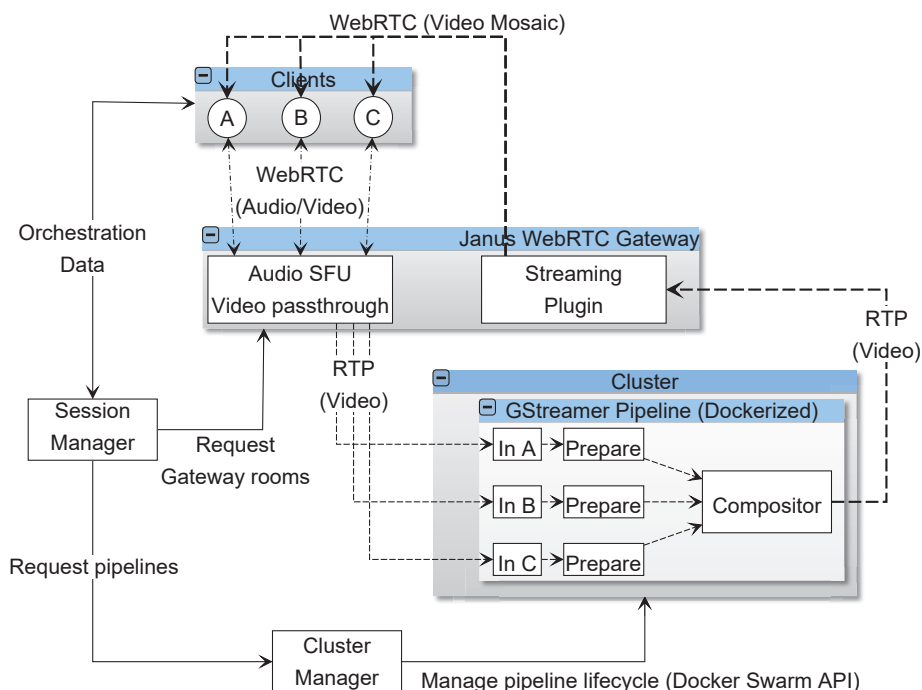 WebRTC (Video Mosaic)
Clients
A
B
C
WebRTC
(Audio/Video)
Orchestration
Data
Janus WebRTC Gateway
Audio SFU
Video passthrough
Streaming
Plugin
RTP
(Video)
RTP
(Video)
Cluster
GStreamer Pipeline (Dockerized)
Session
Manager
Request
Gateway rooms
In A
Prepare
In B
Prepare
Compositor
In C
Prepare
Request pipelines
Cluster
Manager
Manage pipeline lifecycle (Docker Swarm API)